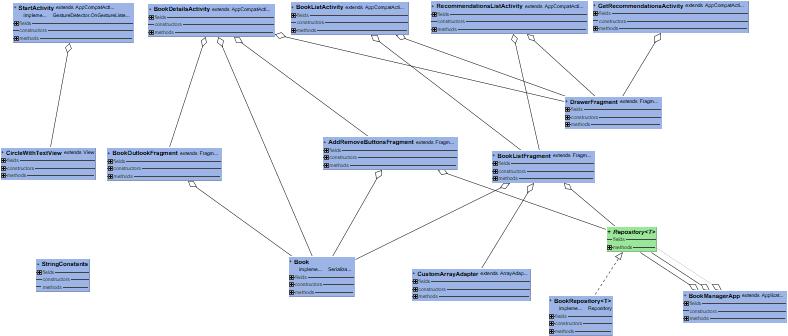 StartActivity extends AppCompatActi...
impleme... GestureDetector.OnGestureListe...
fields
constructors
methods
BookDetailsActivity extends AppCompatActi...
fields
constructors
methods
BookListActivity extends AppCompatActi...
fields
constructors
methods
RecommendationsListActivity extends AppCompatActi...
fields
constructors
methods
GetRecomendationsActivity extends AppCompatActi...
fields
constructors
methods
DrawerFragment extends Fragm...
fields
constructors
methods
CircleWithTextView extends View
fields
constructors
methods
BookOutlookFragment extends Fragm...
fields
constructors
methods
AddRemoveButtonsFragment extends Fragm...
fields
constructors
methods
BookListFragment extends Fragm...
fields
constructors
methods
Repository<T>
fields
methods
StringConstants
fields
constructors
methods
Book
impleme... Serializa...
fields
constructors
methods
CustomArrayAdapter extends ArrayAdap...
fields
constructors
methods
BookRepository<T>
impleme... Repository
fields
constructors
methods
BookManagerApp extends Applicat...
fields
constructors
methods